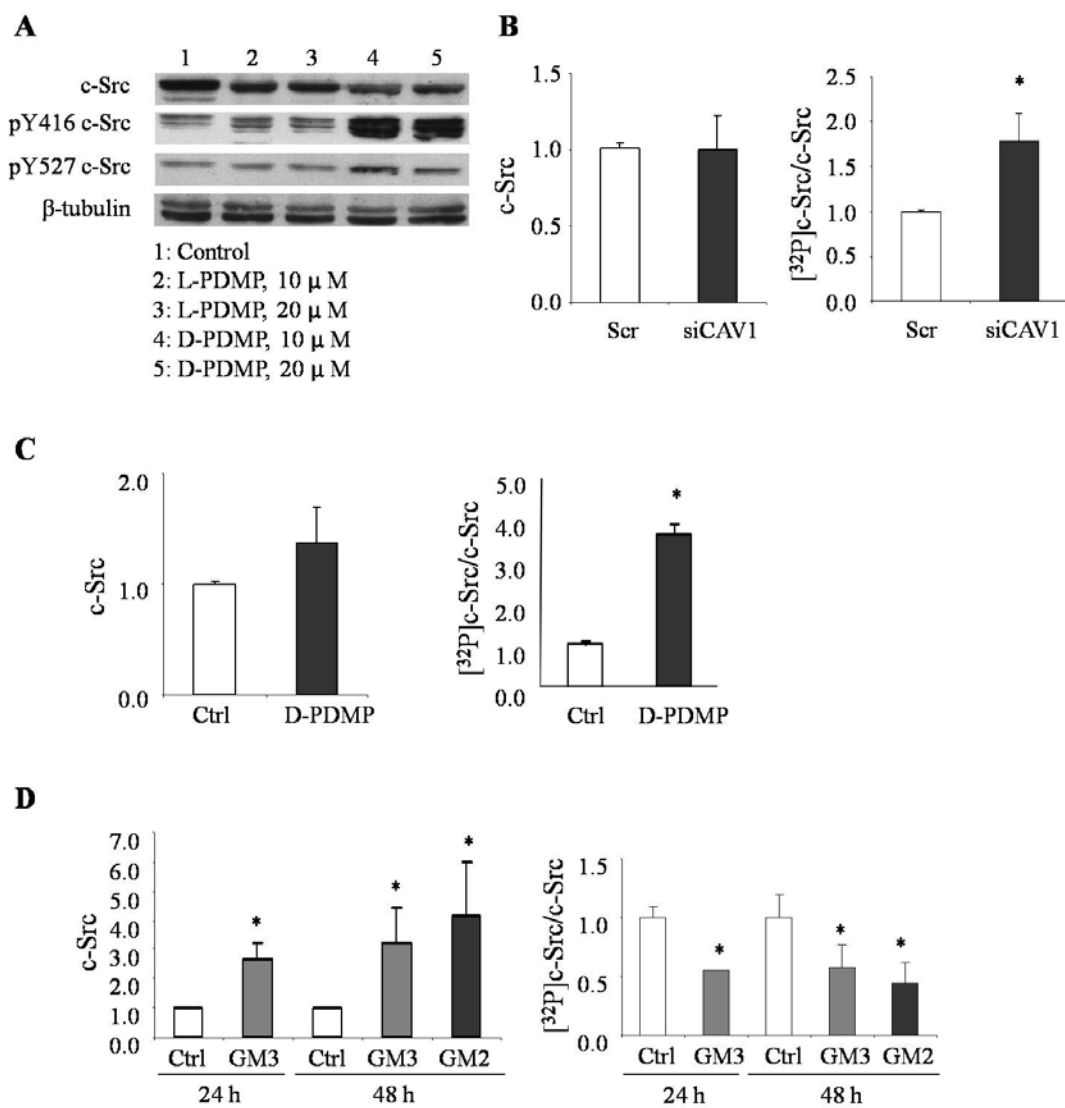 A
1 2 3 4 5
c-Src
pY416 c-Src
pY527 c-Src
β-tubulin
1: Control
2: L-PDMP, 10 μ M
3: L-PDMP, 20 μ M
4: D-PDMP, 10 μ M
5: D-PDMP, 20 μ M
B
c-Src
1.5
1.0
0.5
0.0
Scr siCAV1
[³²P]c-Src/c-Src
2.5
2.0
1.5
1.0
0.5
0.0
*
Scr siCAV1
C
c-Src
2.0
1.0
0.0
Ctrl D-PDMP
[³²P]c-Src/c-Src
5.0
4.0
3.0
2.0
1.0
0.0
*
Ctrl D-PDMP
D
c-Src
7.0
6.0
5.0
4.0
3.0
2.0
1.0
0.0
* * *
Ctrl GM3 Ctrl GM3 GM2
24 h 48 h
[³²P]c-Src/c-Src
1.5
1.0
0.5
0.0
* * *
Ctrl GM3 Ctrl GM3 GM2
24 h 48 h